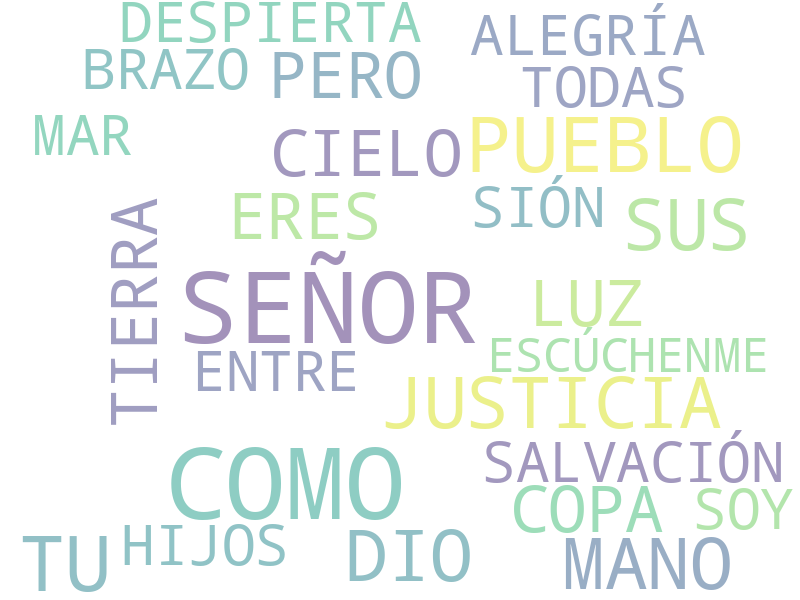 DESPIERTA
ALEGRÍA
BRAZO
PERO
TODAS
MAR
CIELO
PUEBLO
TIERRA
ERES
SIÓN
SUS
SEÑOR
LUZ
ENTRE
ESCÚCHENME
JUSTICIA
COMO
SALVACIÓN
COPA
SOY
TU
HIJOS
DIO
MANO